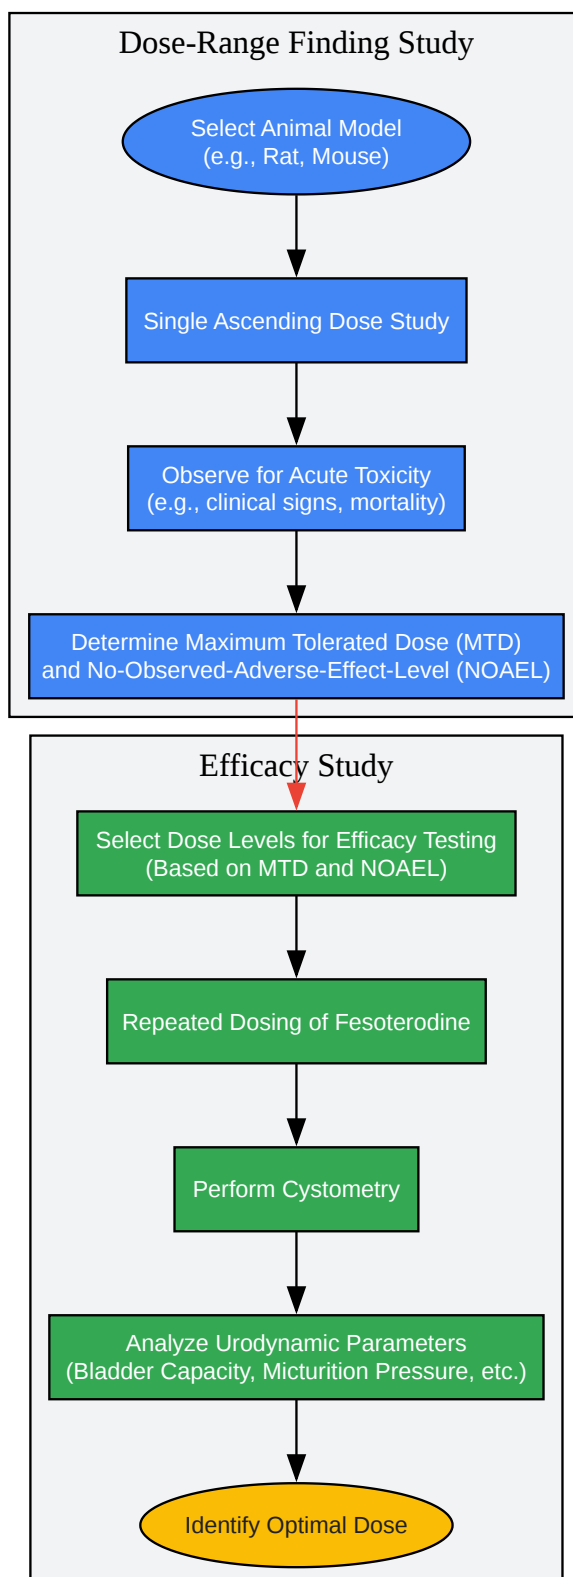 Dose-Range Finding Study
Select Animal Model
(e.g., Rat, Mouse)
Single Ascending Dose Study
Observe for Acute Toxicity
(e.g., clinical signs, mortality)
Determine Maximum Tolerated Dose (MTD)
and No-Observed-Adverse-Effect-Level (NOAEL)
Efficacy Study
Select Dose Levels for Efficacy Testing
(Based on MTD and NOAEL)
Repeated Dosing of Fesoterodine
Perform Cystometry
Analyze Urodynamic Parameters
(Bladder Capacity, Micturition Pressure, etc.)
Identify Optimal Dose